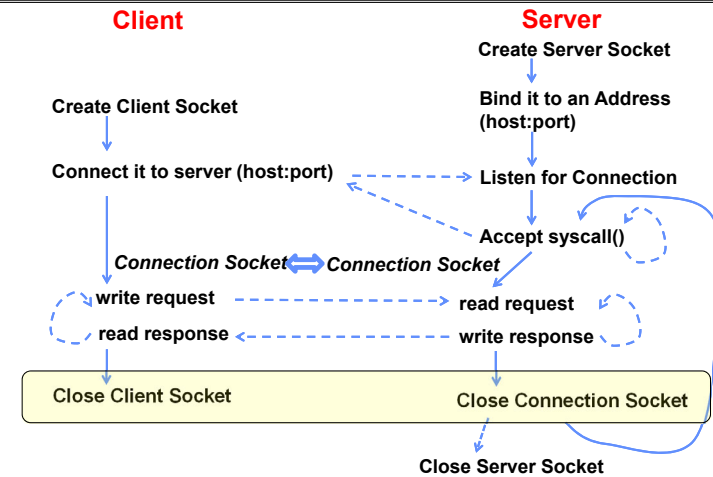 Client
Server
Create Server Socket
Create Client Socket
Bind it to an Address
(host:port)
Connect it to server (host:port)
Listen for Connection
Accept syscall()
Connection Socket
Connection Socket
write request
read request
read response
write response
Close Client Socket
Close Connection Socket
Close Server Socket